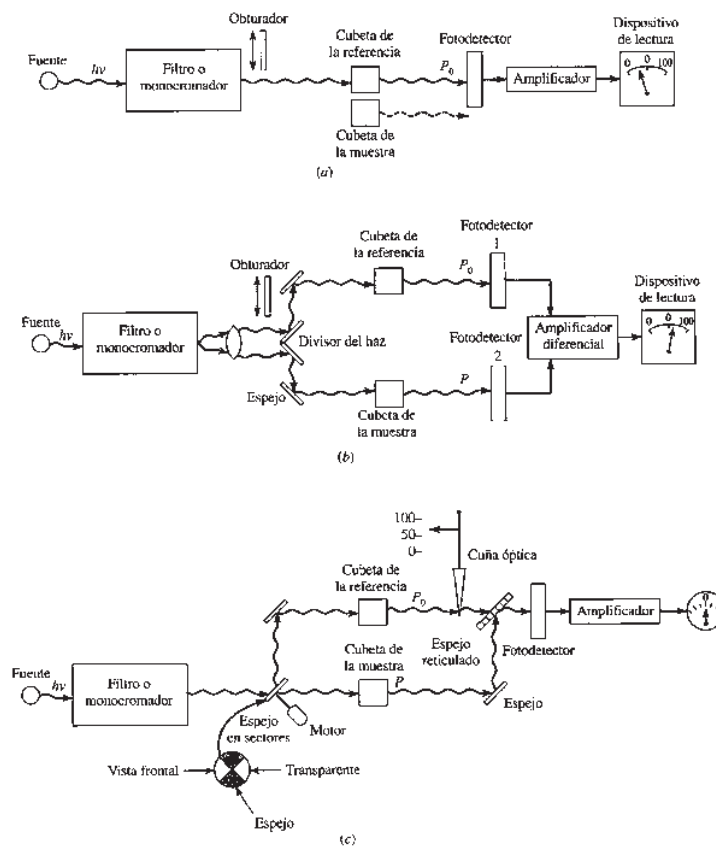 Obturador
Fuente
hν
Filtro o
monocromador
Cubeta de
la referencia
P₀
Fotodetector
Amplificador
Dispositivo
de lectura
0 0 100
Cubeta de
la muestra
(a)
Fotodetector
1
Cubeta de
la referencia
P₀
Obturador
Dispositivo
de lectura
0 0 100
Fuente
hν
Filtro o
monocromador
Divisor del haz
Fotodetector
2
Amplificador
diferencial
Espejo
P
Cubeta de
la muestra
(b)
100–
50–
0–
Cuña óptica
Cubeta de
la referencia
P₀
Amplificador
0
Cubeta de
la muestra
Espejo
reticulado
Fotodetector
Fuente
hν
Filtro o
monocromador
P
Espejo
Espejo
en sectores
Motor
Vista frontal
Transparente
Espejo
(c)